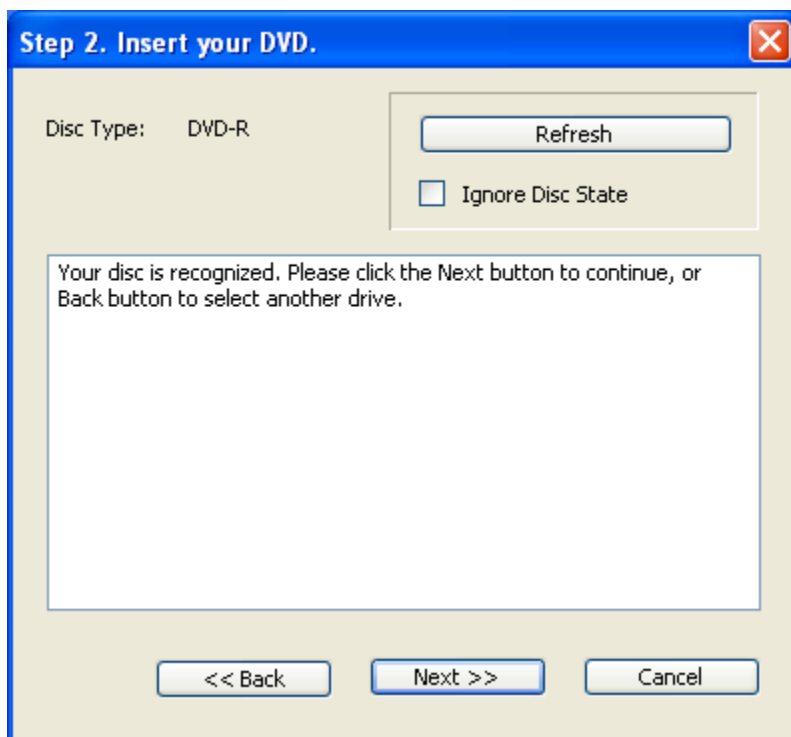 Step 2. Insert your DVD.
Disc Type: DVD-R
Refresh
Ignore Disc State
Your disc is recognized. Please click the Next button to continue, or
Back button to select another drive.
<< Back Next >> Cancel